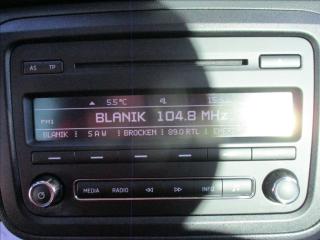 AS TP
5.5°C
FM1 BLANIK 104.8 MHz
BLANIK SAW BROCKEN 89.0 RTL
MEDIA RADIO INFO